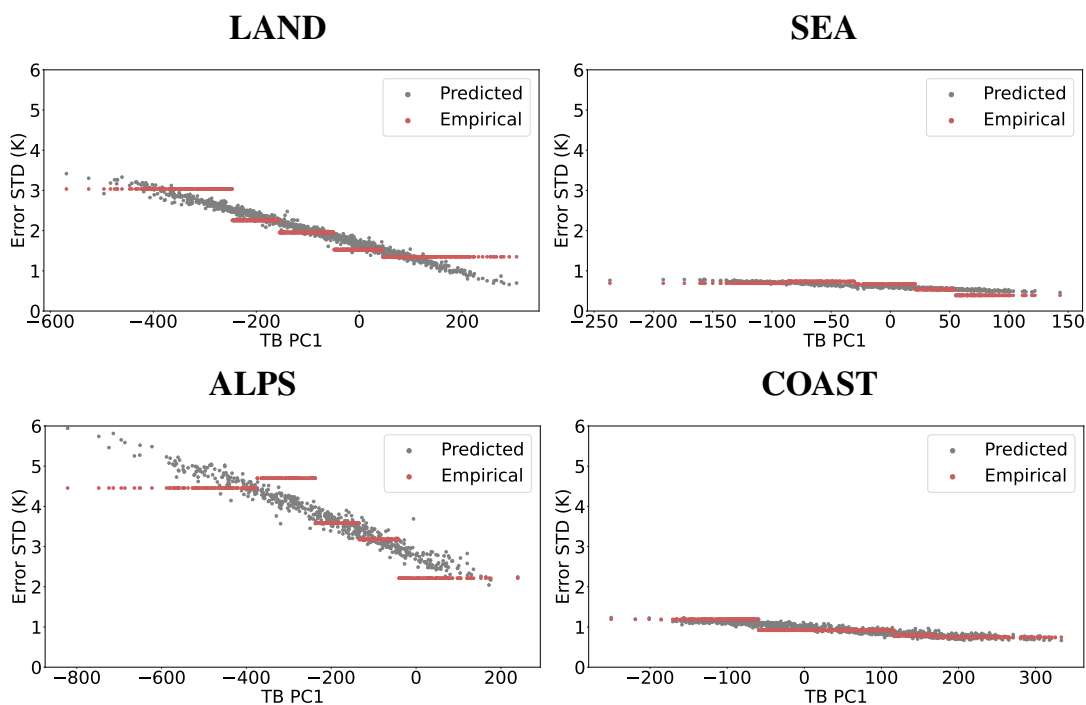 LAND
6
5
4
3
2
1
0
Error STD (K)
Predicted
Empirical
−600 −400 −200 0 200
TB PC1
SEA
6
5
4
3
2
1
0
Error STD (K)
Predicted
Empirical
−250 −200 −150 −100 −50 0 50 100 150
TB PC1
ALPS
6
5
4
3
2
1
0
Error STD (K)
Predicted
Empirical
−800 −600 −400 −200 0 200
TB PC1
COAST
6
5
4
3
2
1
0
Error STD (K)
Predicted
Empirical
−200 −100 0 100 200 300
TB PC1